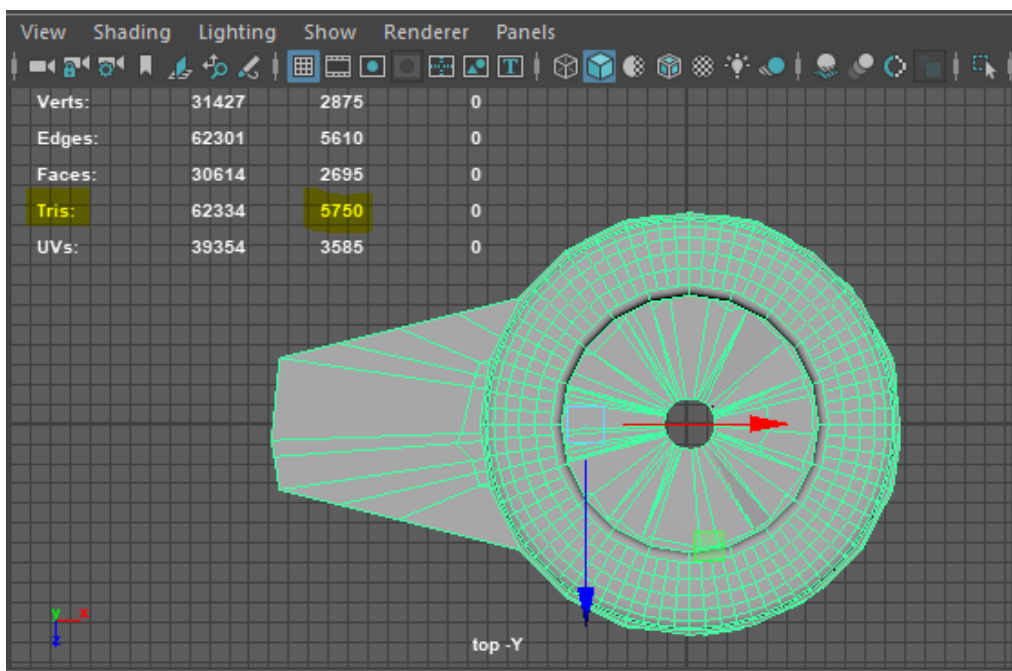 View Shading Lighting Show Renderer Panels
T
Verts: 31427 2875 0
Edges: 62301 5610 0
Faces: 30614 2695 0
Tris: 62334 5750 0
UVs: 39354 3585 0
y x
z
top -Y